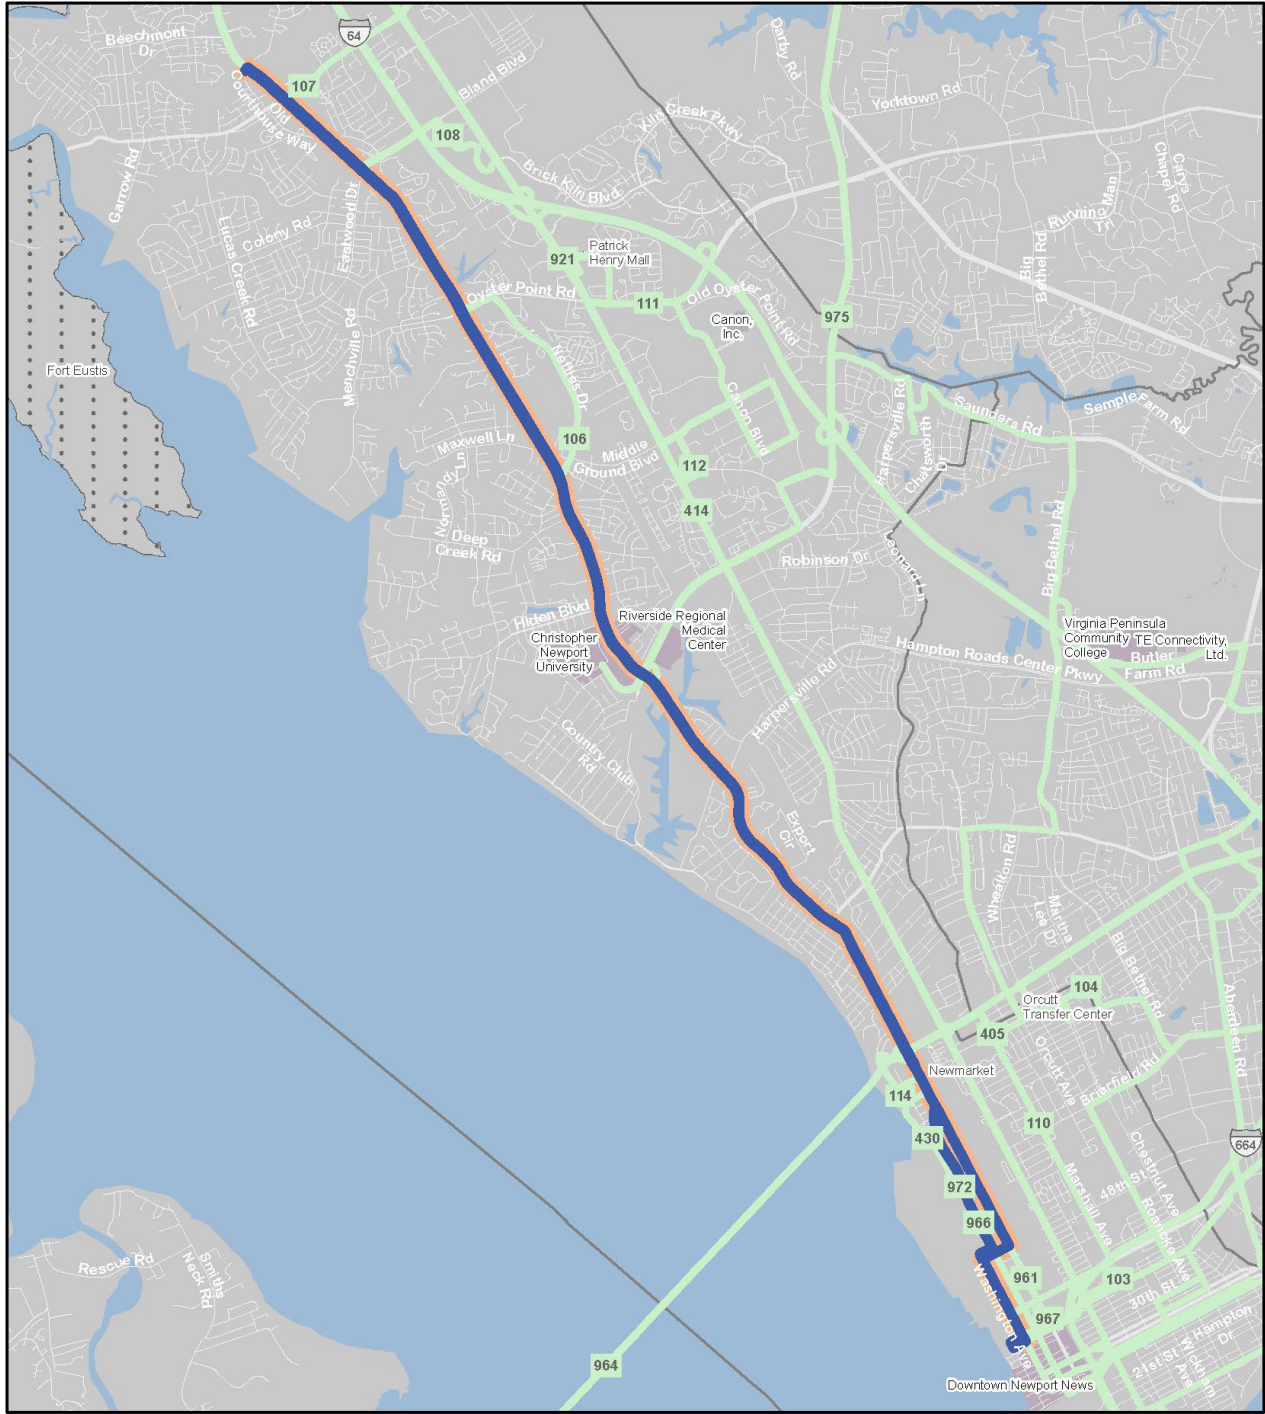 Beechmont
Dr
64
Darby Rd
107
Bland Blvd
Courthouse Way
Old
Yorktown Rd
Kiln Creek Pkwy
108
Garrow Rd
Brick Kiln Blvd
Carys
Chapel Rd
Running Man
Trl
Eastwood Dr
Lucas Creek Rd
Colony Rd
Big
Bethel Rd
921
Patrick
Henry Mall
Oyster Point Rd
111
Old Oyster Point Rd
Canon,
Inc.
975
Menchville Rd
Fort Eustis
Nettles Dr
Canon Blvd
Harpersville Rd
Chatsworth
Dr
Saunders Rd
Semple Farm Rd
Maxwell Ln
Normandy Ln
106
Middle
Ground Blvd
112
414
Deep
Creek Rd
Big Bethel Rd
Robinson Dr
Leonard Ln
Hiden Blvd
Riverside Regional
Medical
Center
Christopher
Newport
University
Virginia Peninsula
Community
College
TE Connectivity,
Ltd.
Butler
Farm Rd
Hampton Roads Center Pkwy
Harpersville Rd
Country Club
Rd
Export
Cir
Whealton Rd
Martha
Lee Dr
Big Bethel Rd
104
Orcutt
Transfer Center
Aberdeen Rd
405
Orcutt Ave
Newmarket
Briarfield Rd
114
110
430
664
Chestnut Ave
48th St
Marshall Ave
Roanoke Ave
972
966
Rescue Rd
Smiths
Neck Rd
961
103
30th St
Washington Ave
967
Hampton
Dr
W
Wickham
Ave
21st St
964
Downtown Newport News